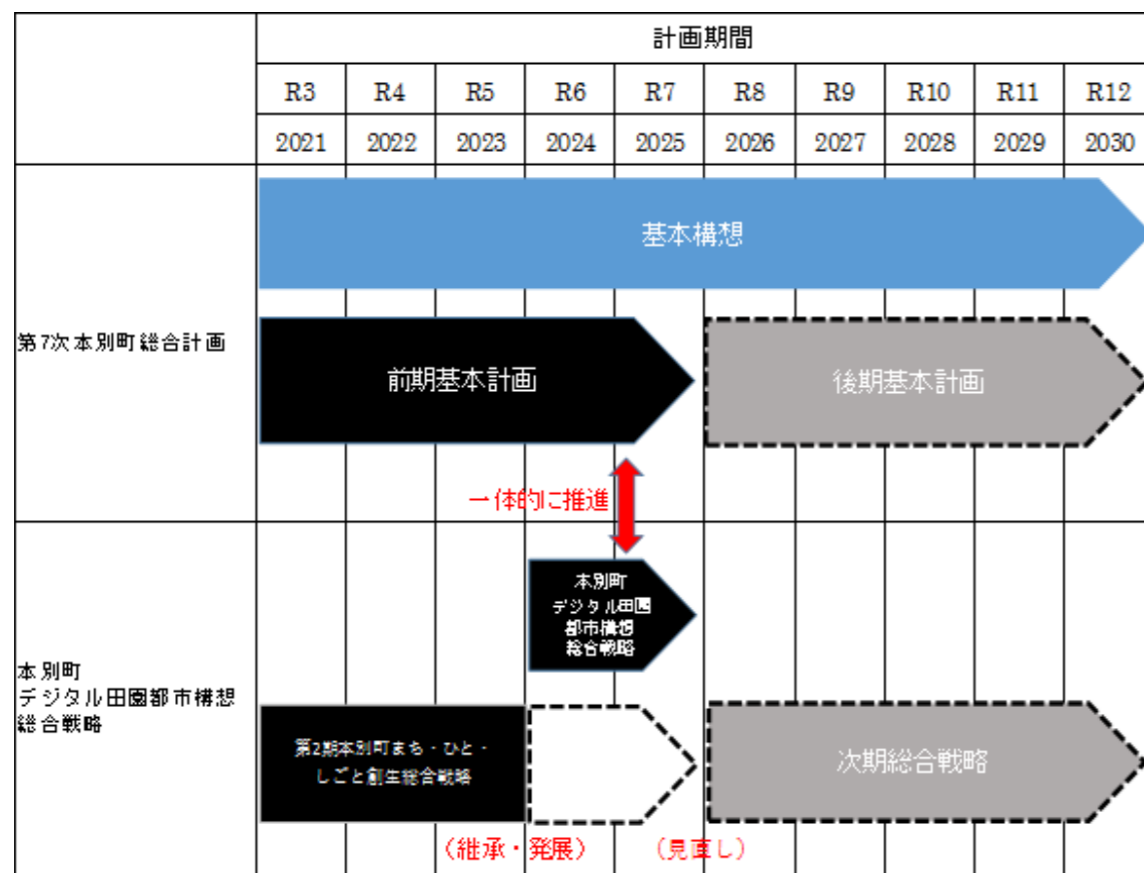 計画期間
R3 R4 R5 R6 R7 R8 R9 R10 R11 R12
2021 2022 2023 2024 2025 2026 2027 2028 2029 2030
第7次本別町総合計画
基本構想
前期基本計画
後期基本計画
一体的に推進
本別町
デジタル田園都市構想
総合戦略
本別町
デジタル田園
都市構想
総合戦略
第2期本別町まち・ひと・
しごと創生総合戦略
次期総合戦略
（継承・発展）
（見直し）